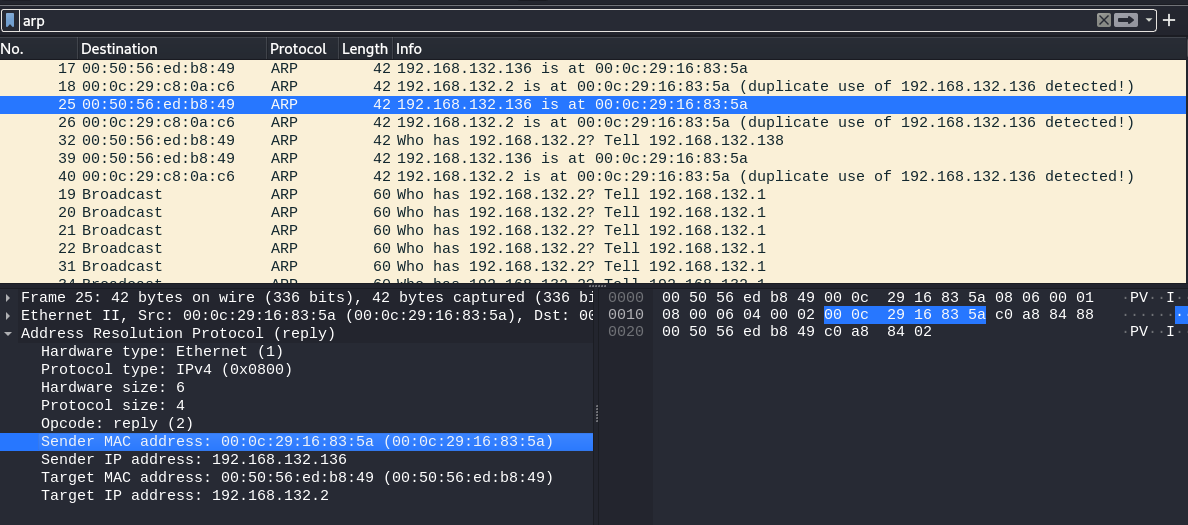 arp
No. Destination Protocol Length Info
17 00:50:56:ed:b8:49 ARP 42 192.168.132.136 is at 00:0c:29:16:83:5a
18 00:0c:29:c8:0a:c6 ARP 42 192.168.132.2 is at 00:0c:29:16:83:5a (duplicate use of 192.168.132.136 detected!)
25 00:50:56:ed:b8:49 ARP 42 192.168.132.136 is at 00:0c:29:16:83:5a
26 00:0c:29:c8:0a:c6 ARP 42 192.168.132.2 is at 00:0c:29:16:83:5a (duplicate use of 192.168.132.136 detected!)
32 00:50:56:ed:b8:49 ARP 42 Who has 192.168.132.2? Tell 192.168.132.138
39 00:50:56:ed:b8:49 ARP 42 192.168.132.136 is at 00:0c:29:16:83:5a
40 00:0c:29:c8:0a:c6 ARP 42 192.168.132.2 is at 00:0c:29:16:83:5a (duplicate use of 192.168.132.136 detected!)
19 Broadcast ARP 60 Who has 192.168.132.2? Tell 192.168.132.1
20 Broadcast ARP 60 Who has 192.168.132.2? Tell 192.168.132.1
21 Broadcast ARP 60 Who has 192.168.132.2? Tell 192.168.132.1
22 Broadcast ARP 60 Who has 192.168.132.2? Tell 192.168.132.1
31 Broadcast ARP 60 Who has 192.168.132.2? Tell 192.168.132.1
Frame 25: 42 bytes on wire (336 bits), 42 bytes captured (336 bi
Ethernet II, Src: 00:0c:29:16:83:5a (00:0c:29:16:83:5a), Dst: 00
Address Resolution Protocol (reply)
Hardware type: Ethernet (1)
Protocol type: IPv4 (0x0800)
Hardware size: 6
Protocol size: 4
Opcode: reply (2)
Sender MAC address: 00:0c:29:16:83:5a (00:0c:29:16:83:5a)
Sender IP address: 192.168.132.136
Target MAC address: 00:50:56:ed:b8:49 (00:50:56:ed:b8:49)
Target IP address: 192.168.132.2
0000 00 50 56 ed b8 49 00 0c 29 16 83 5a 08 06 00 01 ·PV··I·
0010 08 00 06 04 00 02 00 0c 29 16 83 5a c0 a8 84 88 ·······
0020 00 50 56 ed b8 49 c0 a8 84 02 ·PV··I·